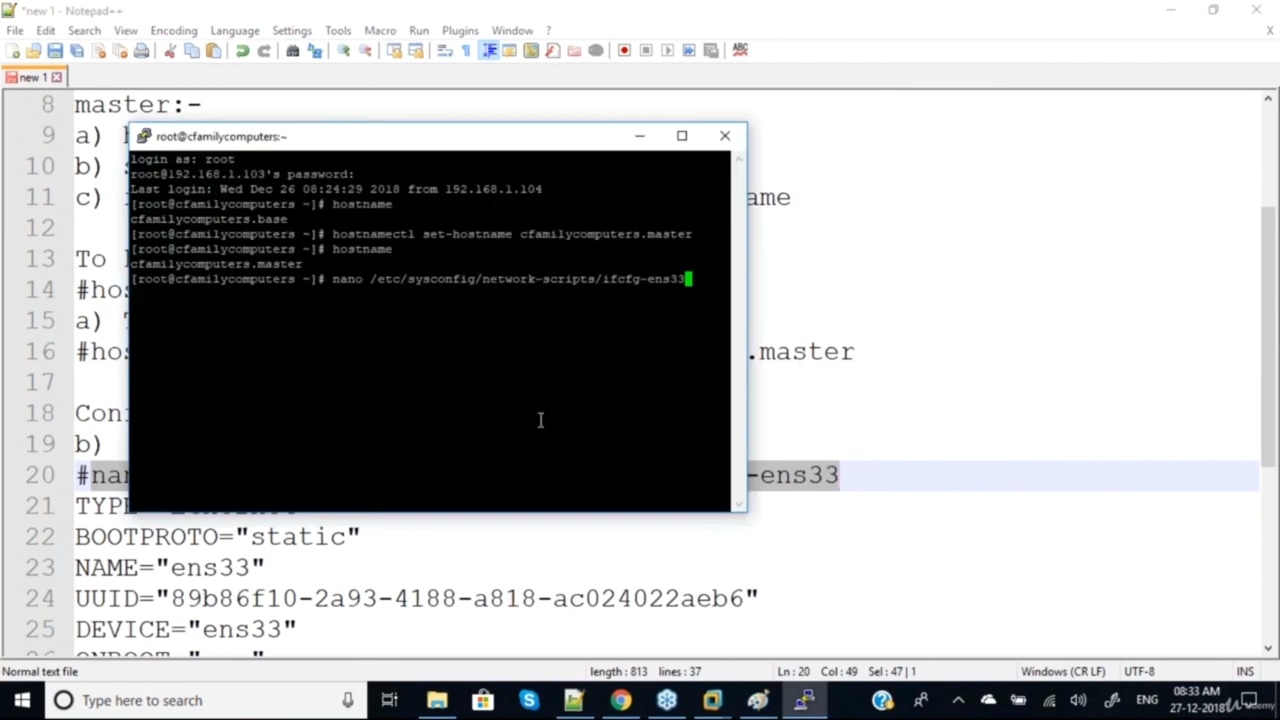 *new 1 - Notepad++
File Edit Search View Encoding Language Settings Tools Macro Run Plugins Window ?
X
ABC
new 1
8 master:-
9 a)
10 b)
11 c) ame
12
13 To
14 #ho
15 a)
16 #ho .master
17
18 Con
19 b)
20 #na -ens33
21 TYPE
22 BOOTPROTO="static"
23 NAME="ens33"
24 UUID="89b86f10-2a93-4188-a818-ac024022aeb6"
25 DEVICE="ens33"
root@cfamilycomputers:~
login as: root
root@192.168.1.103's password:
Last login: Wed Dec 26 08:24:29 2018 from 192.168.1.104
[root@cfamilycomputers ~]# hostname
cfamilycomputers.base
[root@cfamilycomputers ~]# hostnamectl set-hostname cfamilycomputers.master
[root@cfamilycomputers ~]# hostname
cfamilycomputers.master
[root@cfamilycomputers ~]# nano /etc/sysconfig/network-scripts/ifcfg-ens33
Normal text file length : 813 lines : 37 Ln : 20 Col : 49 Sel : 47 | 1 Windows (CR LF) UTF-8 INS
Type here to search
ENG
08:33 AM
27-12-2018
Udemy